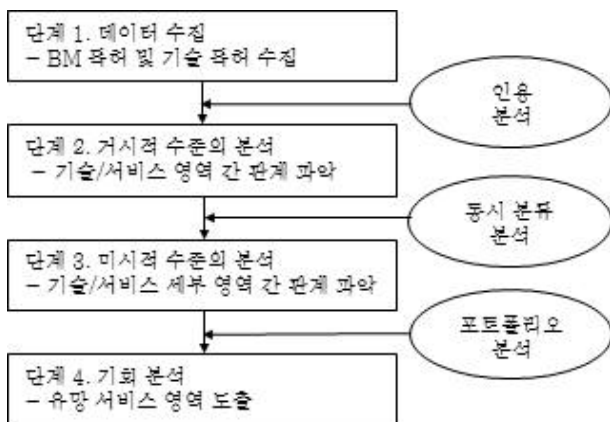 단계 1. 데이터 수집
– BM 특허 및 기술 특허 수집
인용
분석
단계 2. 거시적 수준의 분석
– 기술/서비스 영역 간 관계 파악
동시 분류
분석
단계 3. 미시적 수준의 분석
– 기술/서비스 세부 영역 간 관계 파악
포트폴리오
분석
단계 4. 기회 분석
– 유망 서비스 영역 도출